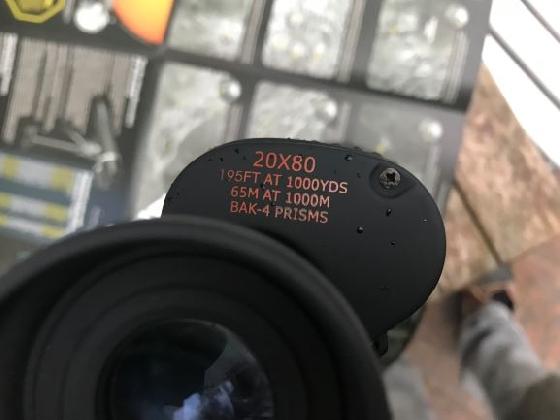 20X80
195FT AT 1000YDS
65M AT 1000M
BAK-4 PRISMS